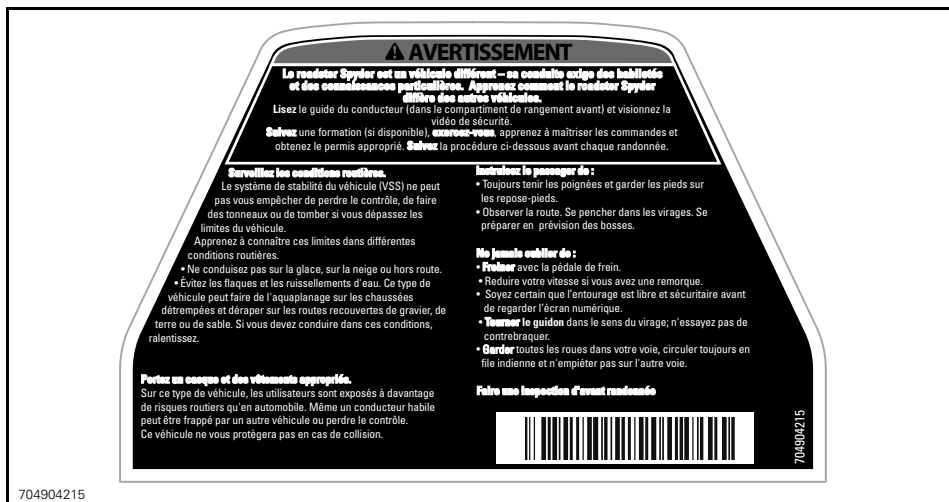 ⚠ AVERTISSEMENT
Le roadster Spyder est un véhicule différent – sa conduite exige des habiletés
et des connaissances particulières. Apprenez comment le roadster Spyder
diffère des autres véhicules.
Lisez le guide du conducteur (dans le compartiment de rangement avant) et visionnez la
vidéo de sécurité.
Suivez une formation (si disponible), exercez-vous, apprenez à maîtriser les commandes et
obtenez le permis approprié. Suivez la procédure ci-dessous avant chaque randonnée.
Surveillez les conditions routières.
Le système de stabilité du véhicule (VSS) ne peut
pas vous empêcher de perdre le contrôle, de faire
des tonneaux ou de tomber si vous dépassez les
limites du véhicule.
Apprenez à connaître ces limites dans différentes
conditions routières.
• Ne conduisez pas sur la glace, sur la neige ou hors route.
• Évitez les flaques et les ruissellements d'eau. Ce type de
véhicule peut faire de l'aquaplanage sur les chaussées
détrempées et déraper sur les routes recouvertes de gravier, de
terre ou de sable. Si vous devez conduire dans ces conditions,
ralentissez.
Portez un casque et des vêtements appropriés.
Sur ce type de véhicule, les utilisateurs sont exposés à davantage
de risques routiers qu'en automobile. Même un conducteur habile
peut être frappé par un autre véhicule ou perdre le contrôle.
Ce véhicule ne vous protègera pas en cas de collision.
Instruisez le passager de :
• Toujours tenir les poignées et garder les pieds sur
les repose-pieds.
• Observer la route. Se pencher dans les virages. Se
préparer en prévision des bosses.
Ne jamais oublier de :
• Freiner avec la pédale de frein.
• Reduire votre vitesse si vous avez une remorque.
• Soyez certain que l'entourage est libre et sécuritaire avant
de regarder l'écran numérique.
• Tourner le guidon dans le sens du virage; n'essayez pas de
contrebraquer.
• Garder toutes les roues dans votre voie, circuler toujours en
file indienne et n'empiéter pas sur l'autre voie.
Faire une inspection d'avant randonnée
704904215
704904215